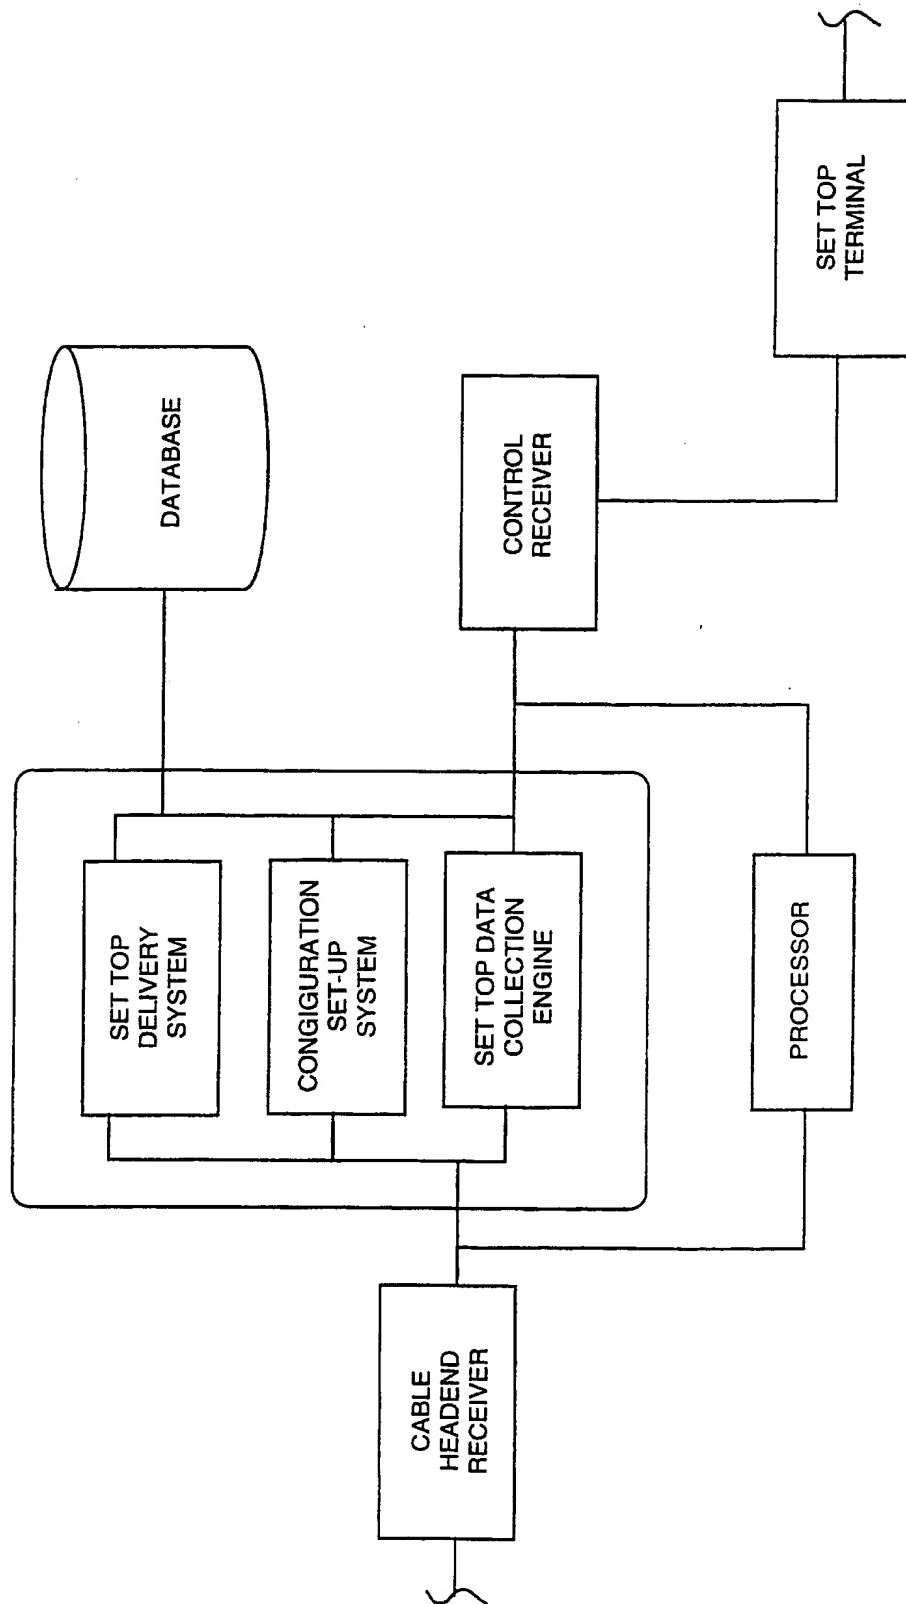 DATABASE
SET TOP
DELIVERY
SYSTEM
CONGIGURATION
SET-UP
SYSTEM
SET TOP DATA
COLLECTION
ENGINE
CABLE
HEADEND
RECEIVER
CONTROL
RECEIVER
PROCESSOR
SET TOP
TERMINAL